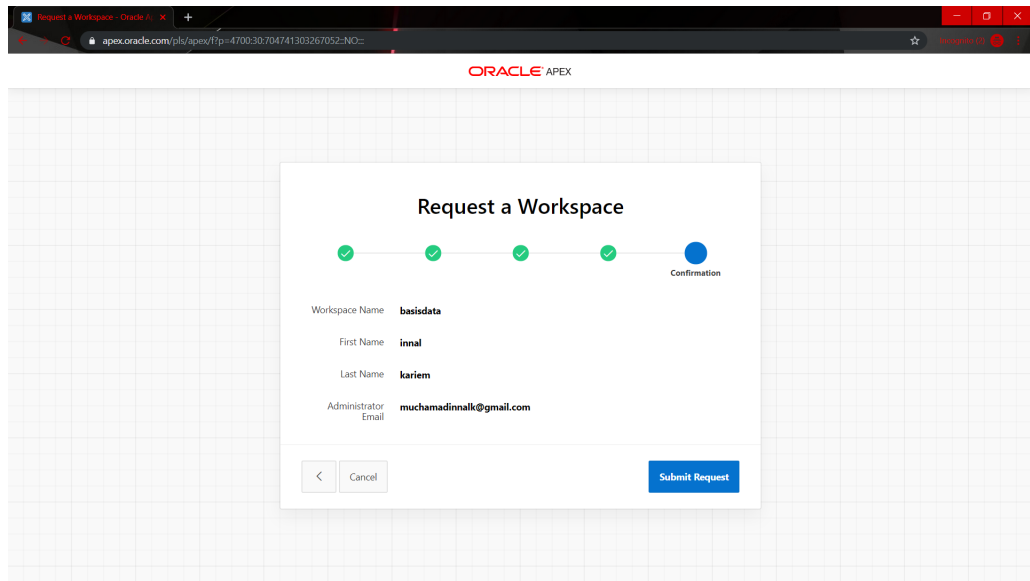 Request a Workspace - Oracle Ap
apex.oracle.com/pls/apex/f?p=4700:30:704741303267052::NO:::
ORACLE APEX
Request a Workspace
Confirmation
Workspace Name basisdata
First Name innal
Last Name kariem
Administrator
Email muchamadinnalk@gmail.com
Cancel
Submit Request